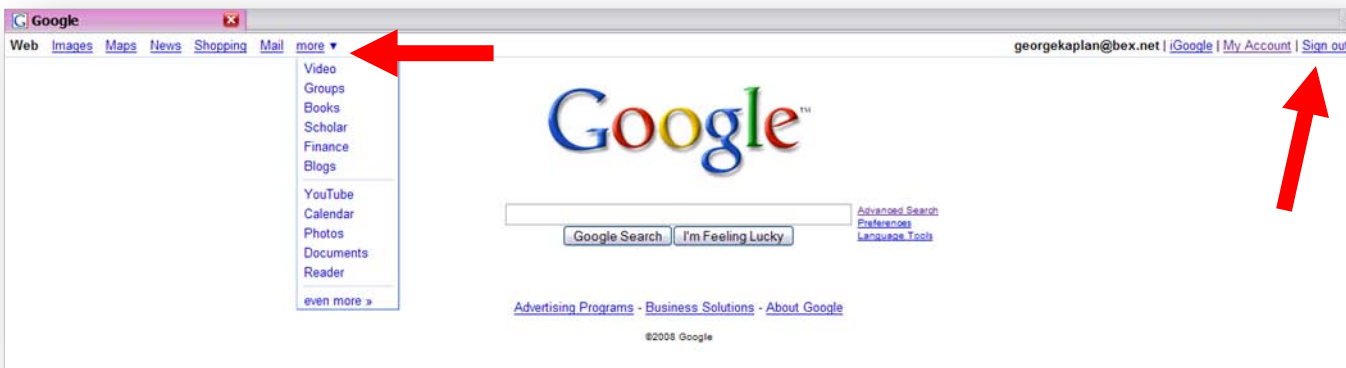 Google
Web Images Maps News Shopping Mail more ▼
georgekaplan@bex.net | iGoogle | My Account | Sign out
Video
Groups
Books
Scholar
Finance
Blogs
YouTube
Calendar
Photos
Documents
Reader
even more »
Google™
Advanced Search
Preferences
Language Tools
Google Search I'm Feeling Lucky
Advertising Programs - Business Solutions - About Google
©2008 Google